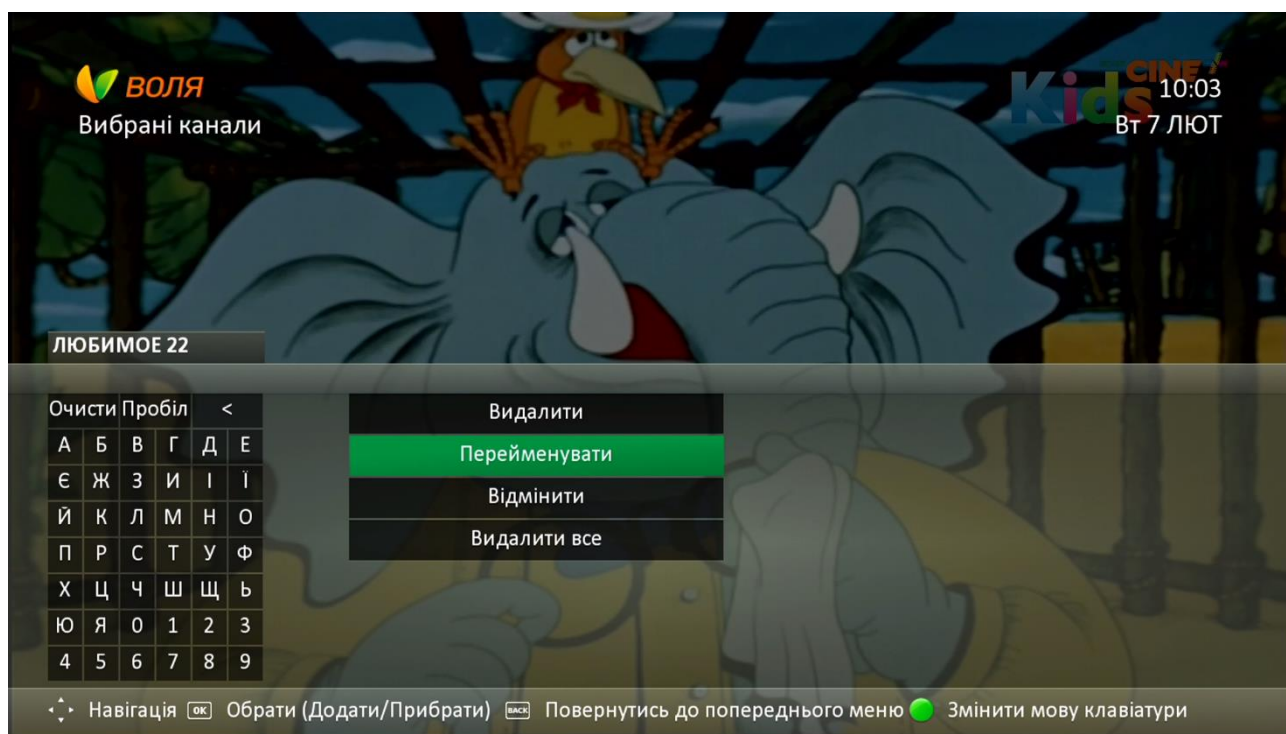 воля
Вибрані канали
CINE
Kids
10:03
Вт 7 ЛЮТ
ЛЮБИМОЕ 22
Очисти Пробіл <
А Б В Г Д Е
Є Ж З И І Ї
Й К Л М Н О
П Р С Т У Ф
Х Ц Ч Ш Щ Ь
Ю Я 0 1 2 3
4 5 6 7 8 9
Видалити
Перейменувати
Відмінити
Видалити все
Навігація OK Обрати (Додати/Прибрати) BACK Повернутись до попереднього меню Змінити мову клавіатури